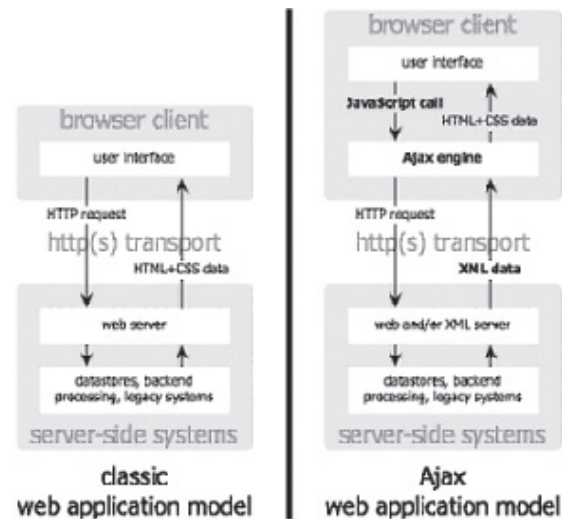 browser client
user interface
HTTP request
http(s) transport
HTML+CSS data
web server
datastores, backend
processing, legacy systems
server-side systems
classic
web application model
browser client
user interface
JavaScript call
HTML+CSS data
Ajax engine
HTTP request
http(s) transport
XML data
web and/or XML server
datastores, backend
processing, legacy systems
server-side systems
Ajax
web application model